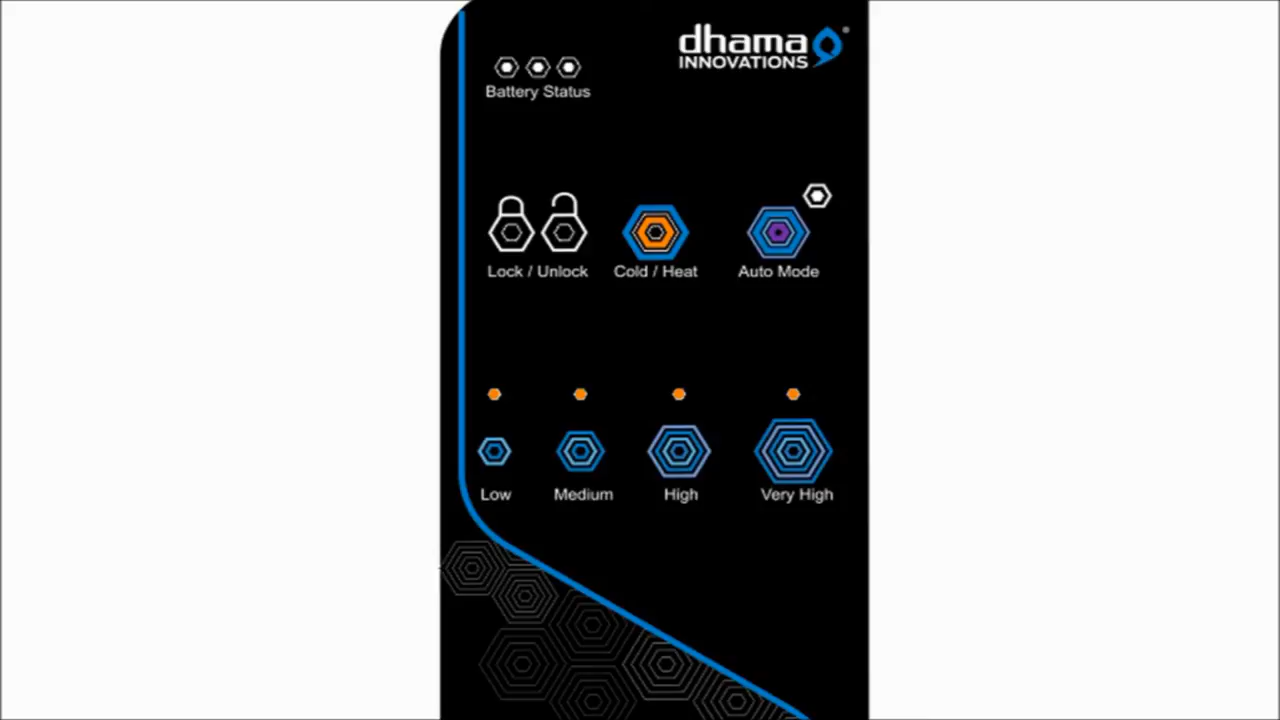 dhama
INNOVATIONS
Battery Status
Lock / Unlock
Cold / Heat
Auto Mode
Low
Medium
High
Very High